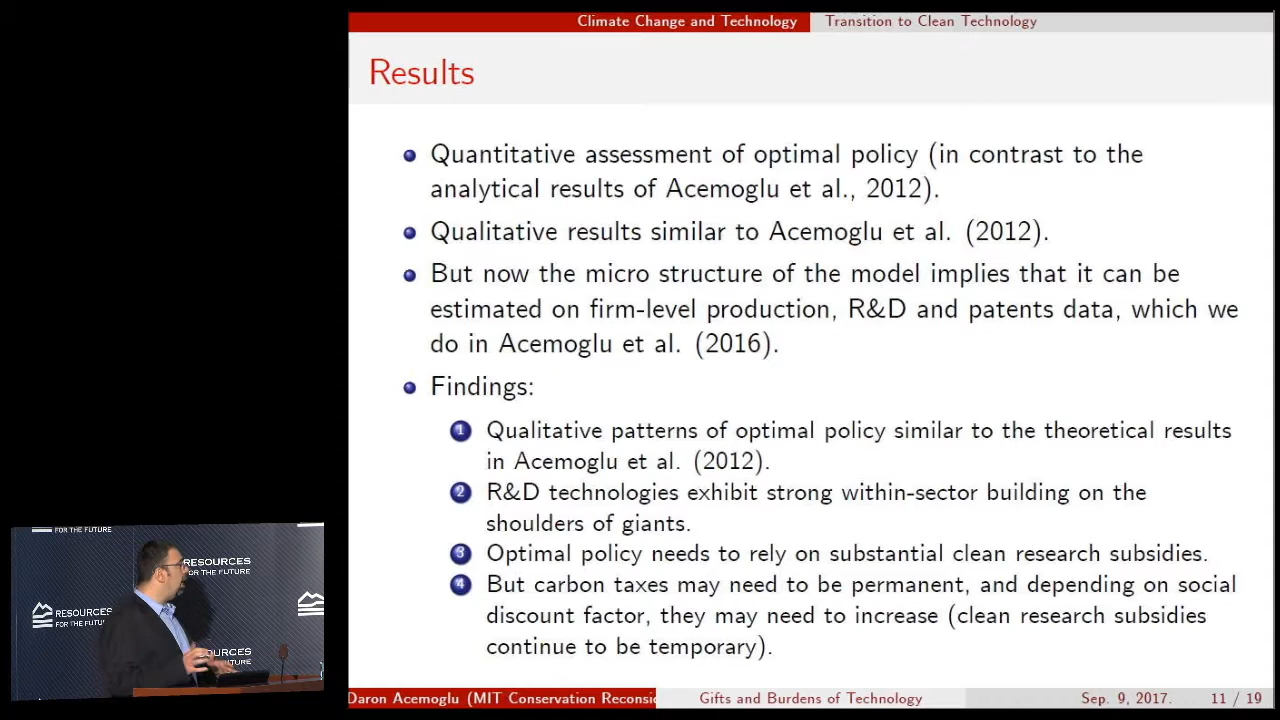 Climate Change and Technology
Transition to Clean Technology
Results
Quantitative assessment of optimal policy (in contrast to the
analytical results of Acemoglu et al., 2012).
Qualitative results similar to Acemoglu et al. (2012).
But now the micro structure of the model implies that it can be
estimated on firm-level production, R&D and patents data, which we
do in Acemoglu et al. (2016).
Findings:
1 Qualitative patterns of optimal policy similar to the theoretical results
in Acemoglu et al. (2012).
2 R&D technologies exhibit strong within-sector building on the
shoulders of giants.
3 Optimal policy needs to rely on substantial clean research subsidies.
4 But carbon taxes may need to be permanent, and depending on social
discount factor, they may need to increase (clean research subsidies
continue to be temporary).
FOR THE FUTURE
RESOURCES
FOR THE FUTURE
RESOURCES
FOR THE FUTU
SOURCES
FOR THE FUTURE
RESOU
Daron Acemoglu (MIT Conservation Reconsi
Gifts and Burdens of Technology
Sep. 9, 2017.
11 / 19